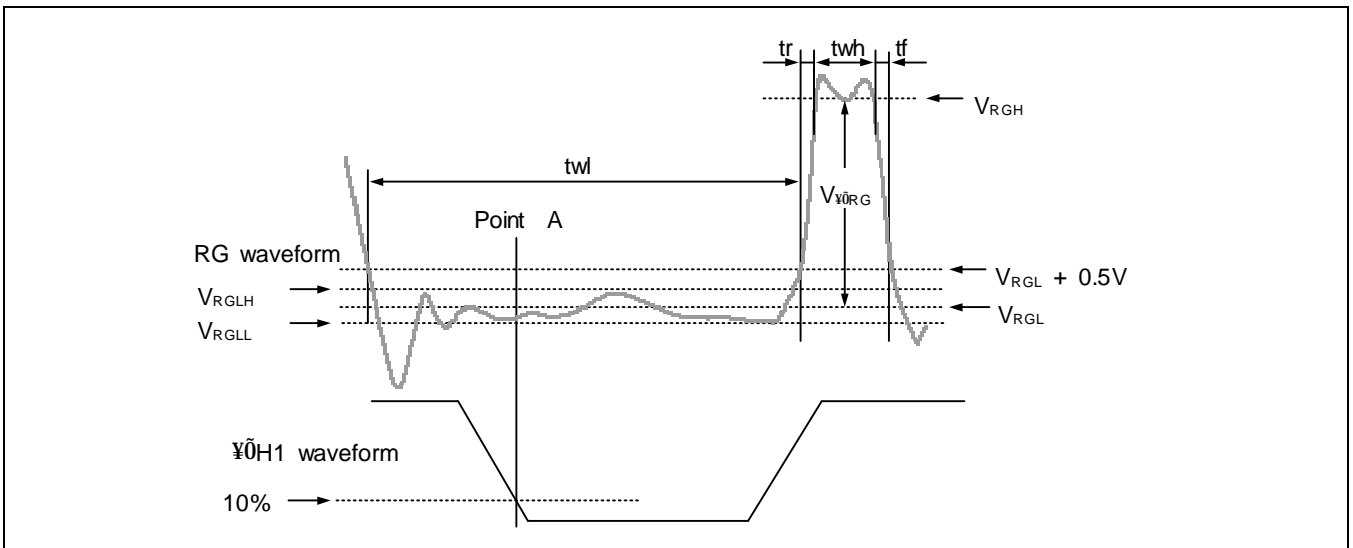 tr twh tf
VRGH
twl
V¥õRG
Point A
RG waveform
VRGL + 0.5V
VRGLH
VRGL
VRGLL
¥õH1 waveform
10%